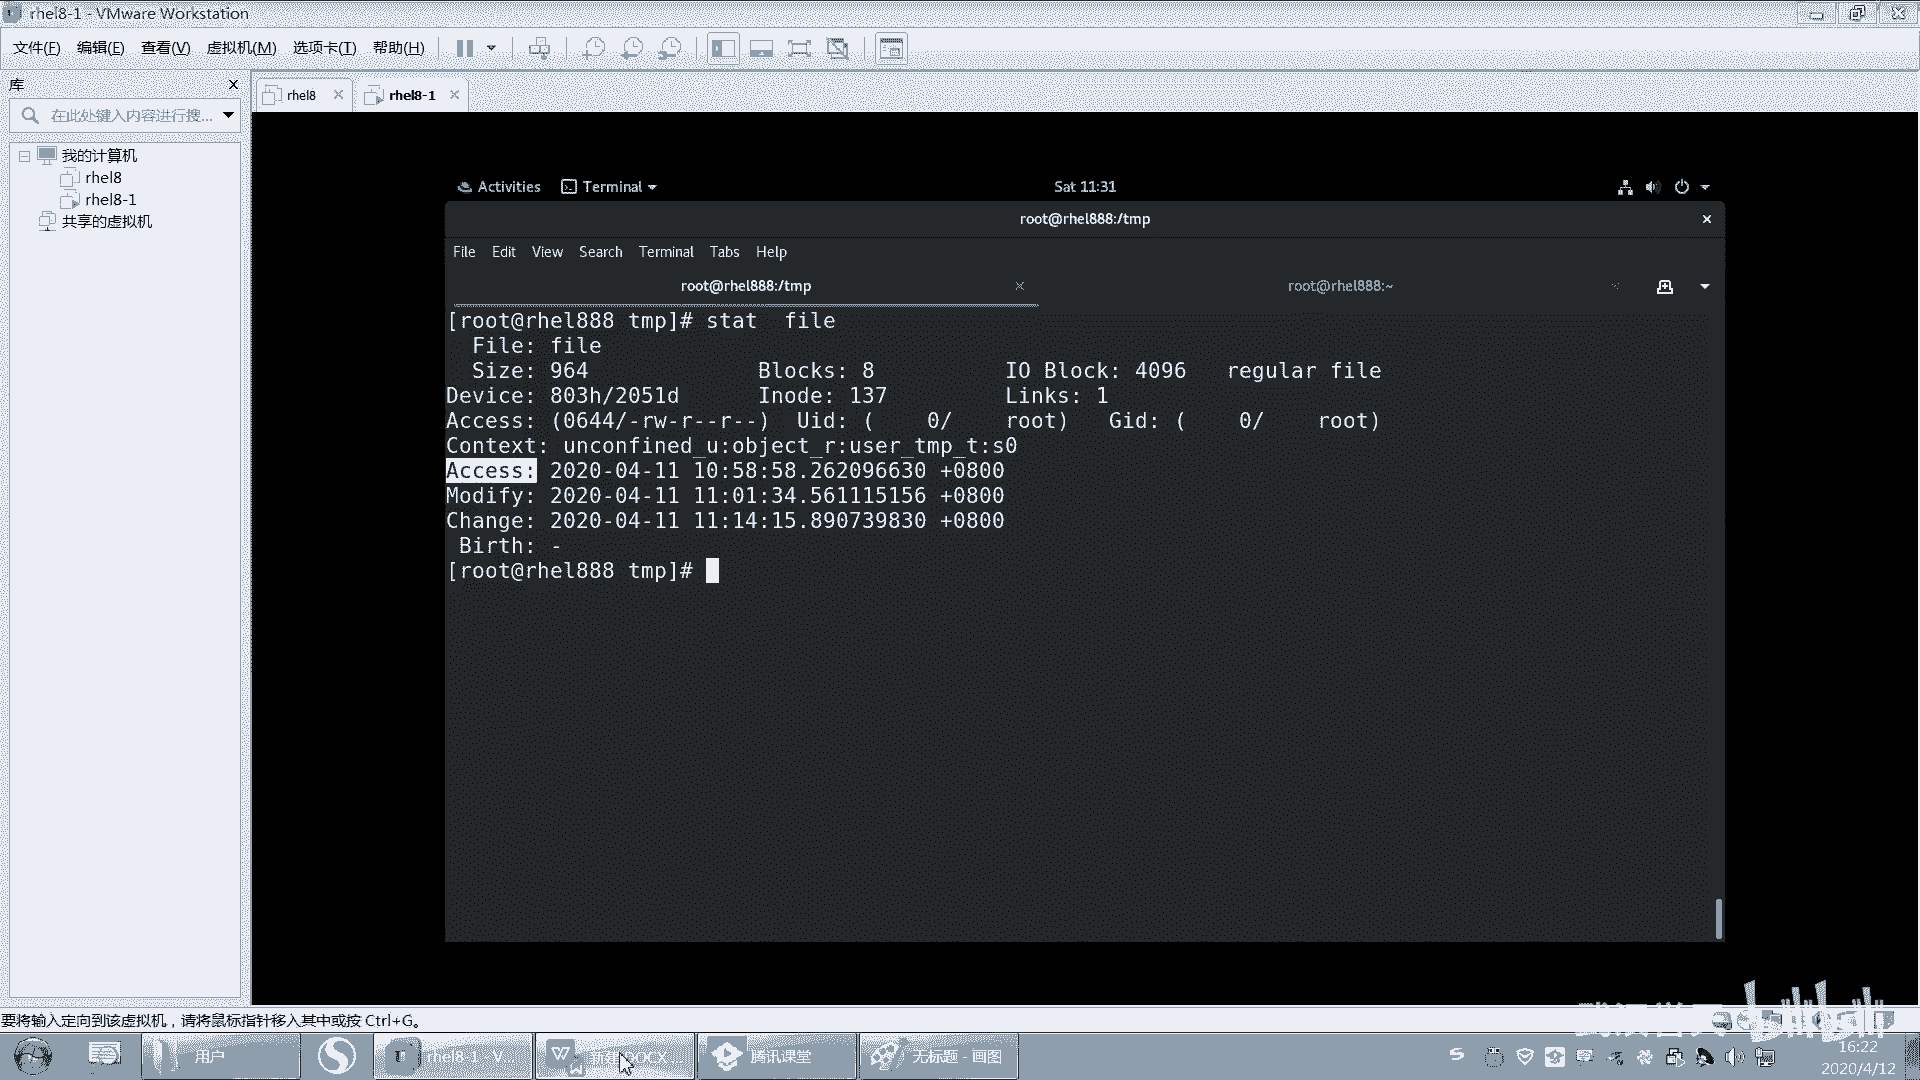 rhel8-1 - VMware Workstation
文件(F) 编辑(E) 查看(V) 虚拟机(M) 选项卡(T) 帮助(H)
库
在此处键入内容进行搜...
我的计算机
rhel8
rhel8-1
共享的虚拟机
rhel8 rhel8-1
Activities Terminal Sat 11:31
root@rhel888:/tmp
File Edit View Search Terminal Tabs Help
root@rhel888:/tmp root@rhel888:~
[root@rhel888 tmp]# stat  file
  File: file
  Size: 964             Blocks: 8          IO Block: 4096   regular file
Device: 803h/2051d      Inode: 137         Links: 1
Access: (0644/-rw-r--r--)  Uid: (    0/    root)   Gid: (    0/    root)
Context: unconfined_u:object_r:user_tmp_t:s0
Access: 2020-04-11 10:58:58.262096630 +0800
Modify: 2020-04-11 11:01:34.561115156 +0800
Change: 2020-04-11 11:14:15.890739830 +0800
 Birth: -
[root@rhel888 tmp]#
要将输入定向到该虚拟机，请将鼠标指针移入其中或按 Ctrl+G。
bilibili
用户 rhel8-1 - V... 新建 DOCX ... 腾讯课堂 无标题 - 画图
16:22
2020/4/12